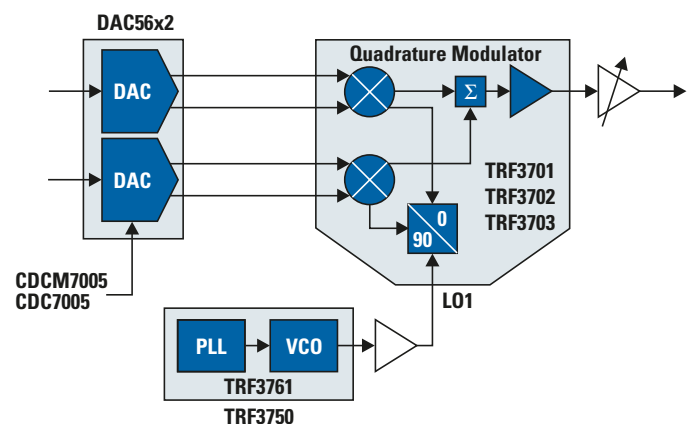 DAC56x2
Quadrature Modulator
DAC
Σ
DAC
TRF3701
TRF3702
TRF3703
0
90
CDCM7005
CDC7005
LO1
PLL
VCO
TRF3761
TRF3750